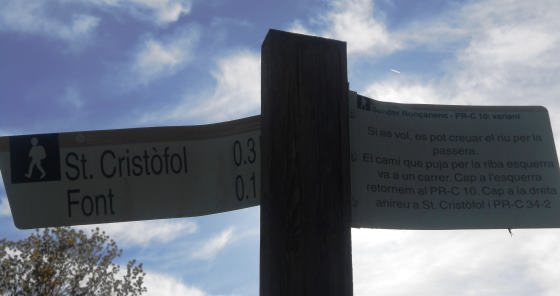 St. Cristòfol 0.3
Font 0.1
Sender Ronçanenc - PR-C 10: variant
Si es vol, es pot creuar el riu per la
passera.
El camí que puja per la riba esquerra
va a un carrer. Cap a l'esquerra
retornem al PR-C 10. Cap a la dreta
anireu a St. Cristòfol i PR-C 34-2